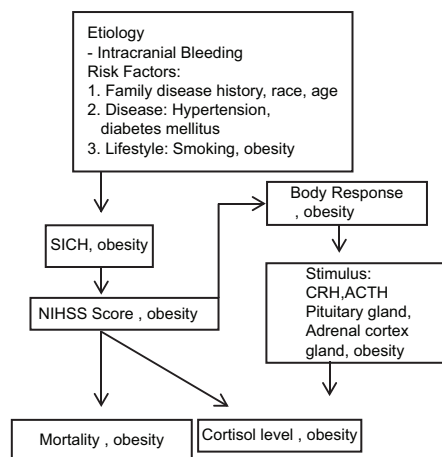 Etiology
- Intracranial Bleeding
Risk Factors:
1. Family disease history, race, age
2. Disease: Hypertension,
diabetes mellitus
3. Lifestyle: Smoking, obesity
Body Response
, obesity
SICH, obesity
Stimulus:
CRH,ACTH
Pituitary gland,
Adrenal cortex
gland, obesity
NIHSS Score , obesity
Mortality , obesity
Cortisol level , obesity